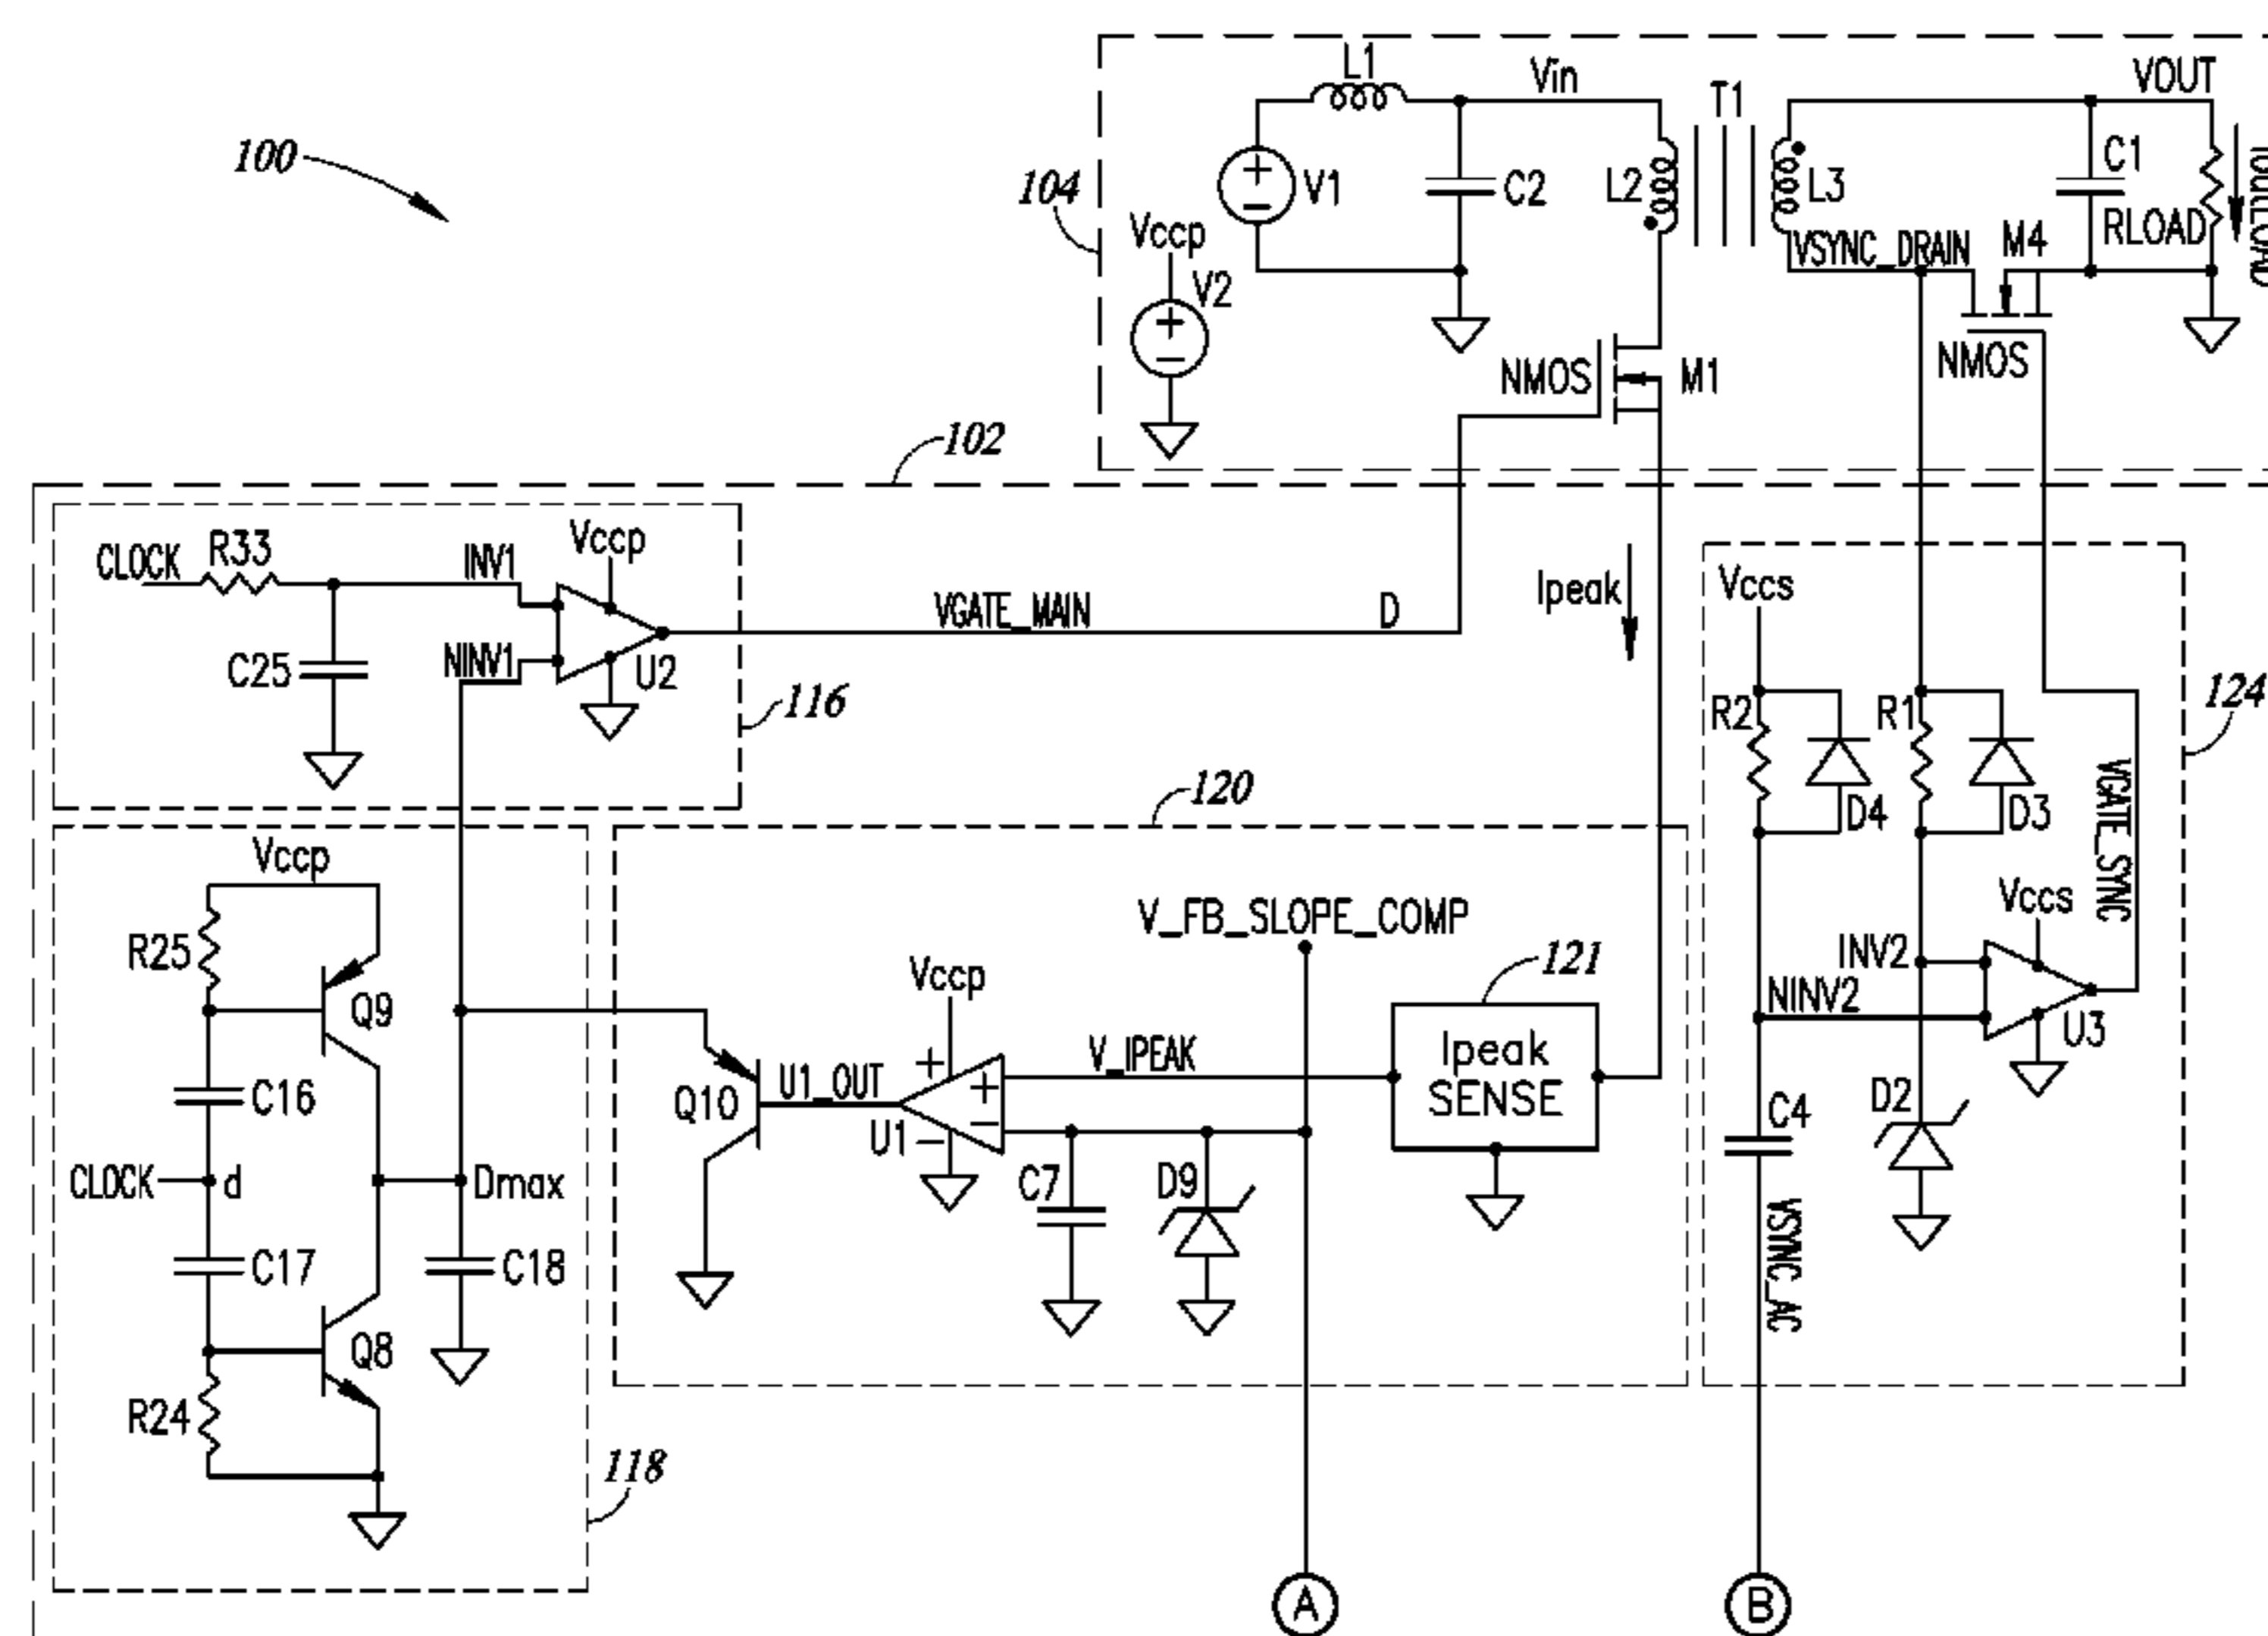 100
104
L1
Vin
T1
VOUT
V1
C2
L2
L3
C1
RLOAD
IoutLOAD
Vccp
V2
VSYNC_DRAIN
M4
NMOS
M1
NMOS
102
CLOCK
R33
INV1
Vccp
C25
NINV1
U2
116
VGATE_MAIN
D
Ipeak
Vccs
R2
D4
R1
D3
124
VGATE_SYNC
120
Vccp
R25
Q9
C16
CLOCK
d
Dmax
C17
C18
Q8
R24
118
V_FB_SLOPE_COMP
121
Vccp
Ipeak
SENSE
V_IPEAK
U1_OUT
Q10
+
+
−
U1
−
C7
D9
Vccs
INV2
NINV2
U3
C4
D2
VSYNC_AC
A
B